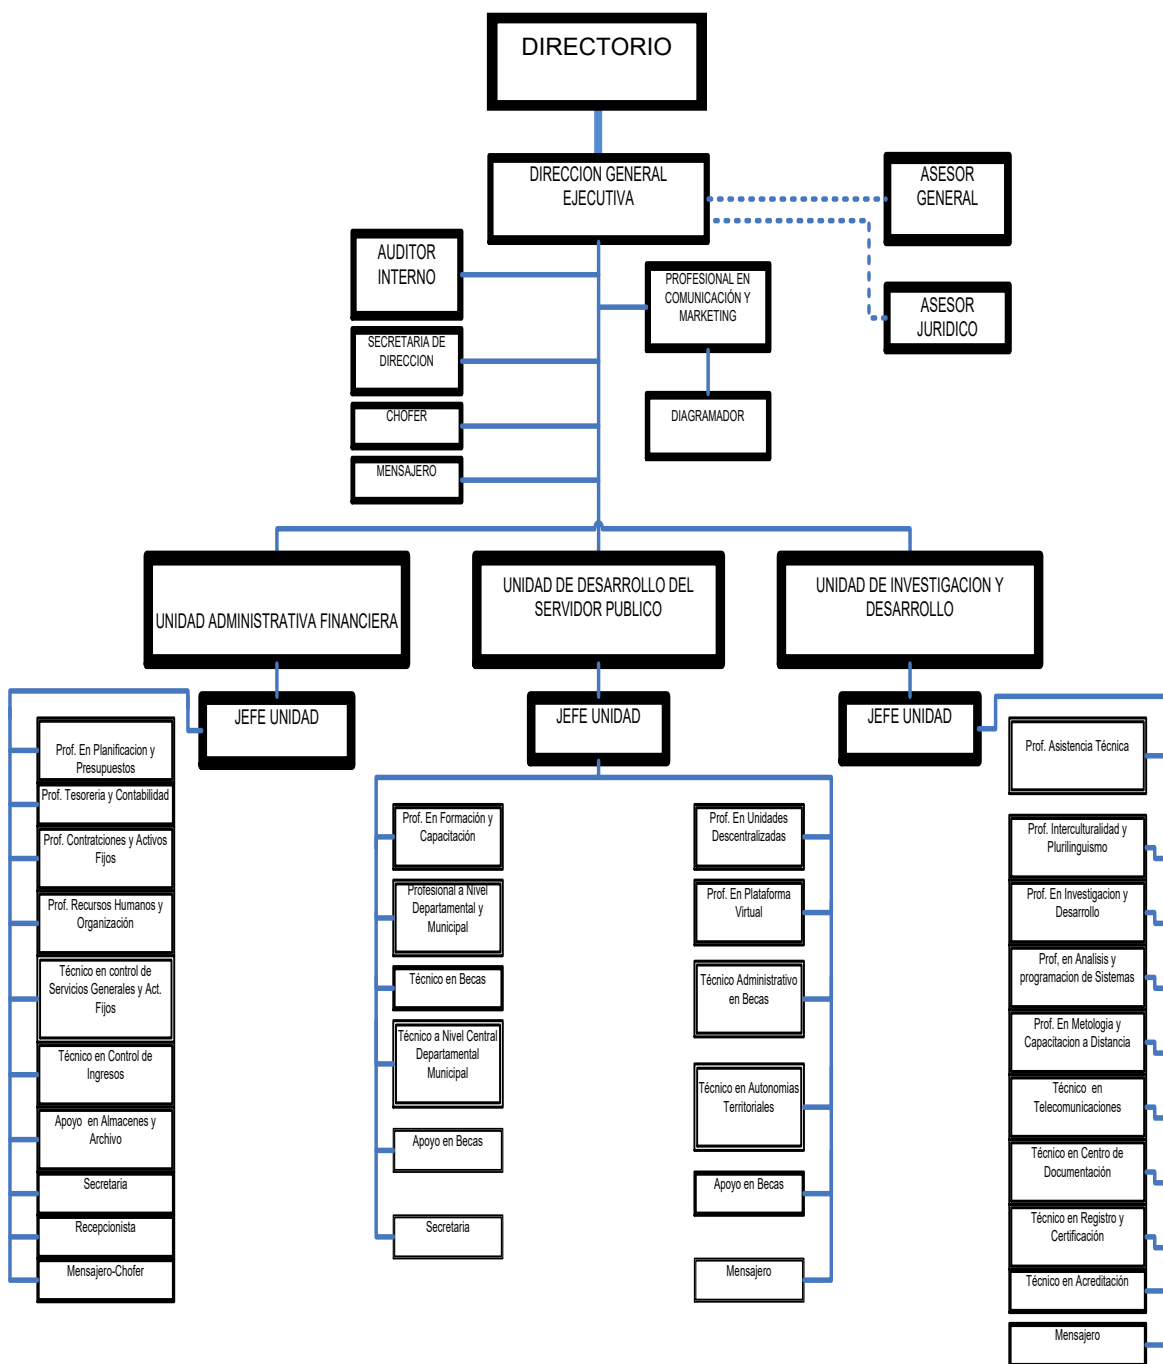 DIRECTORIO
DIRECCION GENERAL
EJECUTIVA
ASESOR
GENERAL
AUDITOR
INTERNO
PROFESIONAL EN
COMUNICACIÓN Y
MARKETING
ASESOR
JURIDICO
SECRETARIA DE
DIRECCION
CHOFER
DIAGRAMADOR
MENSAJERO
UNIDAD ADMINISTRATIVA FINANCIERA
UNIDAD DE DESARROLLO DEL
SERVIDOR PUBLICO
UNIDAD DE INVESTIGACION Y
DESARROLLO
JEFE UNIDAD
JEFE UNIDAD
JEFE UNIDAD
Prof. En Planificacion y
Presupuestos
Prof. Tesoreria y Contabilidad
Prof. Contratciones y Activos
Fijos
Prof. Recursos Humanos y
Organización
Técnico en control de
Servicios Generales y Act.
Fijos
Técnico en Control de
Ingresos
Apoyo en Almacenes y
Archivo
Secretaria
Recepcionista
Mensajero-Chofer
Prof. En Formación y
Capacitación
Profesional a Nivel
Departamental y
Municipal
Técnico en Becas
Técnico a Nivel Central
Departamental
Municipal
Apoyo en Becas
Secretaria
Prof. En Unidades
Descentralizadas
Prof. En Plataforma
Virtual
Técnico Administrativo
en Becas
Técnico en Autonomias
Territoriales
Apoyo en Becas
Mensajero
Prof. Asistencia Técnica
Prof. Interculturalidad y
Plurilinguismo
Prof. En Investigacion y
Desarrollo
Prof, en Analisis y
programacion de Sistemas
Prof. En Metologia y
Capacitacion a Distancia
Técnico en
Telecomunicaciones
Técnico en Centro de
Documentación
Técnico en Registro y
Certificación
Técnico en Acreditación
Mensajero